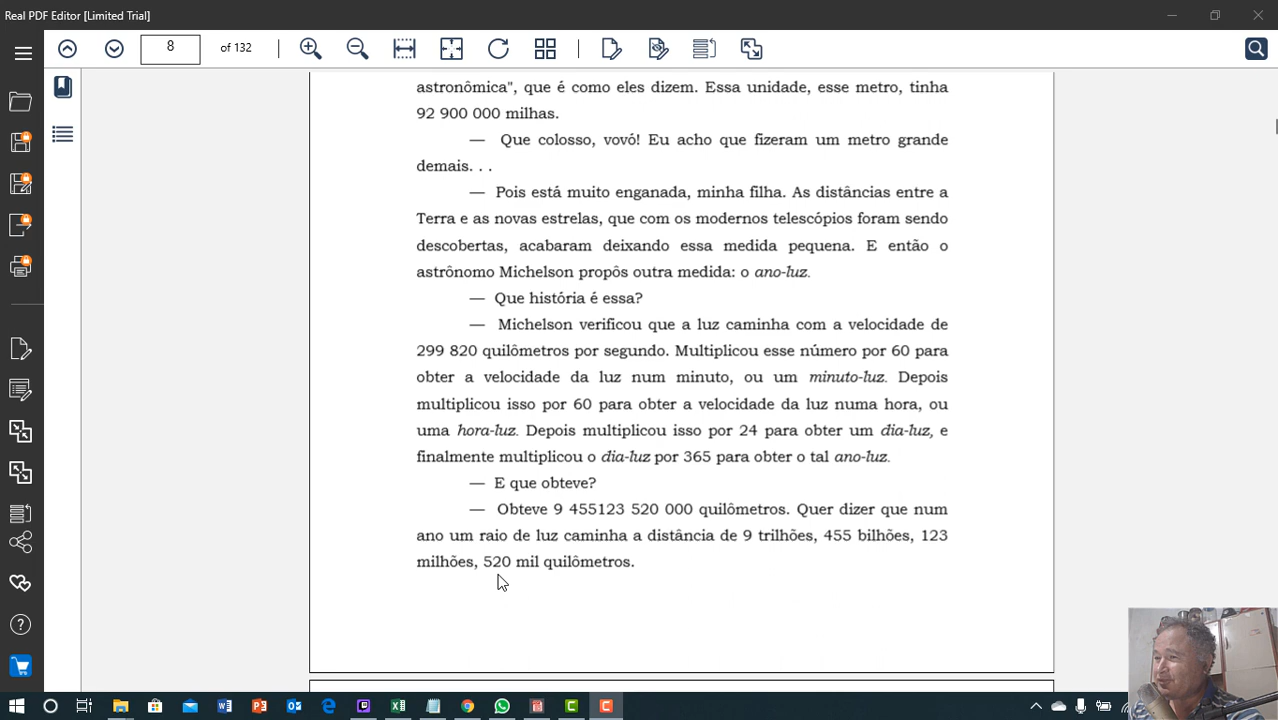 Real PDF Editor [Limited Trial]
8 of 132
astronômica", que é como eles dizem. Essa unidade, esse metro, tinha
92 900 000 milhas.
— Que colosso, vovó! Eu acho que fizeram um metro grande
demais. . .
— Pois está muito enganada, minha filha. As distâncias entre a
Terra e as novas estrelas, que com os modernos telescópios foram sendo
descobertas, acabaram deixando essa medida pequena. E então o
astrônomo Michelson propôs outra medida: o ano-luz.
— Que história é essa?
— Michelson verificou que a luz caminha com a velocidade de
299 820 quilômetros por segundo. Multiplicou esse número por 60 para
obter a velocidade da luz num minuto, ou um minuto-luz. Depois
multiplicou isso por 60 para obter a velocidade da luz numa hora, ou
uma hora-luz. Depois multiplicou isso por 24 para obter um dia-luz, e
finalmente multiplicou o dia-luz por 365 para obter o tal ano-luz.
— E que obteve?
— Obteve 9 455123 520 000 quilômetros. Quer dizer que num
ano um raio de luz caminha a distância de 9 trilhões, 455 bilhões, 123
milhões, 520 mil quilômetros.